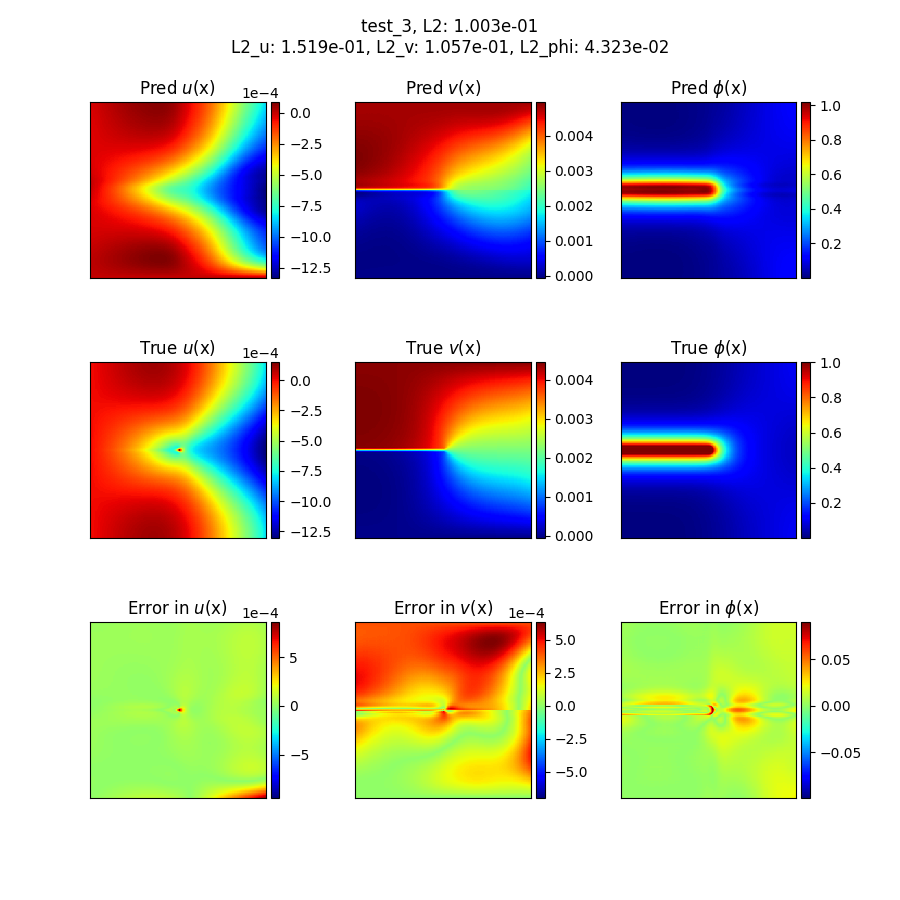 test_3, L2: 1.003e-01
L2_u: 1.519e-01, L2_v: 1.057e-01, L2_phi: 4.323e-02
Pred u(x)
1e−4
0.0
−2.5
−5.0
−7.5
−10.0
−12.5
Pred v(x)
0.004
0.003
0.002
0.001
0.000
Pred ϕ(x)
1.0
0.8
0.6
0.4
0.2
True u(x)
1e−4
0.0
−2.5
−5.0
−7.5
−10.0
−12.5
True v(x)
0.004
0.003
0.002
0.001
0.000
True ϕ(x)
1.0
0.8
0.6
0.4
0.2
Error in u(x)
1e−4
5
0
−5
Error in v(x)
1e−4
5.0
2.5
0.0
−2.5
−5.0
Error in ϕ(x)
0.05
0.00
−0.05